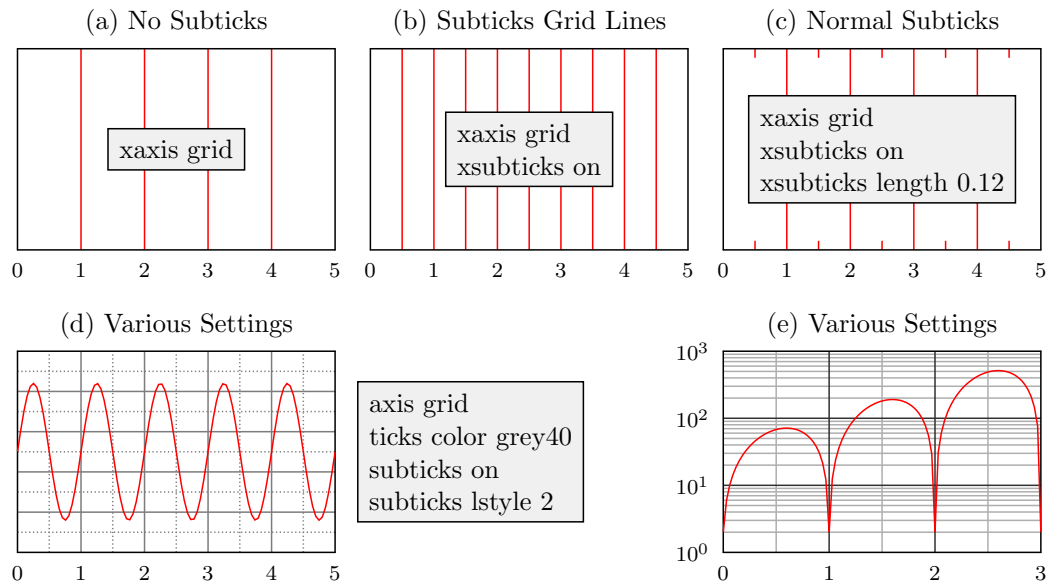 (a) No Subticks
xaxis grid
0 1 2 3 4 5
(b) Subticks Grid Lines
xaxis grid
xsubticks on
0 1 2 3 4 5
(c) Normal Subticks
xaxis grid
xsubticks on
xsubticks length 0.12
0 1 2 3 4 5
(d) Various Settings
0 1 2 3 4 5
axis grid
ticks color grey40
subticks on
subticks lstyle 2
(e) Various Settings
10³
10²
10¹
10⁰
0 1 2 3